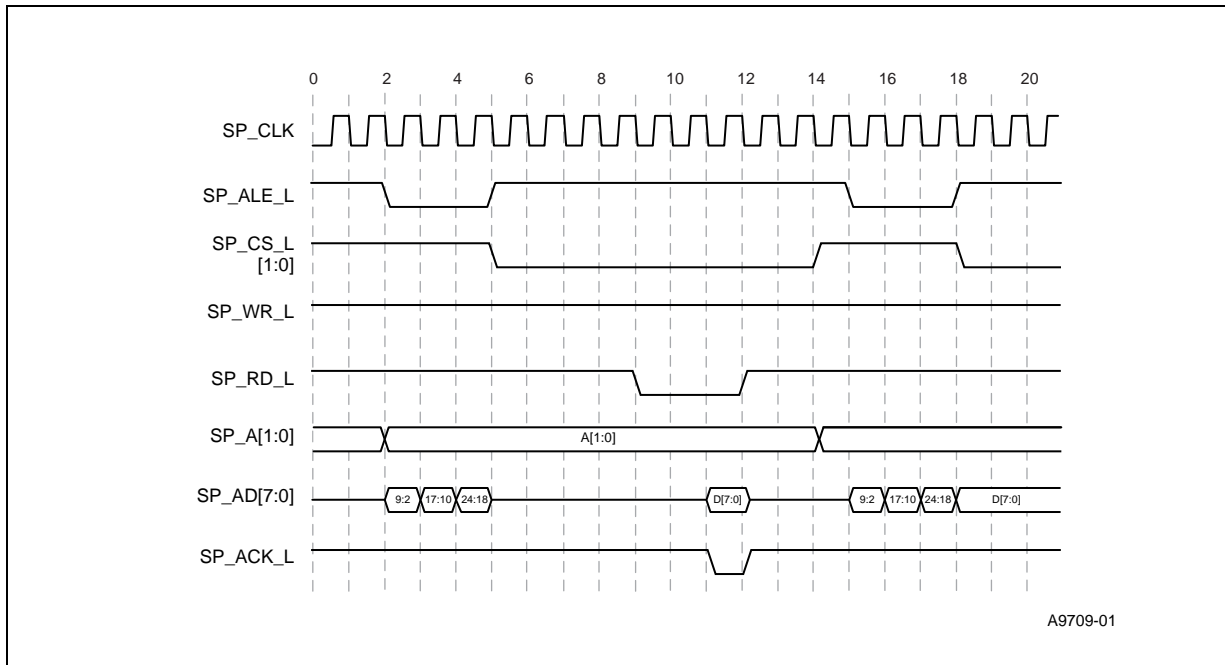 0 2 4 6 8 10 12 14 16 18 20
SP_CLK
SP_ALE_L
SP_CS_L
[1:0]
SP_WR_L
SP_RD_L
SP_A[1:0] A[1:0]
SP_AD[7:0] 9:2 17:10 24:18 D[7:0] 9:2 17:10 24:18 D[7:0]
SP_ACK_L
A9709-01